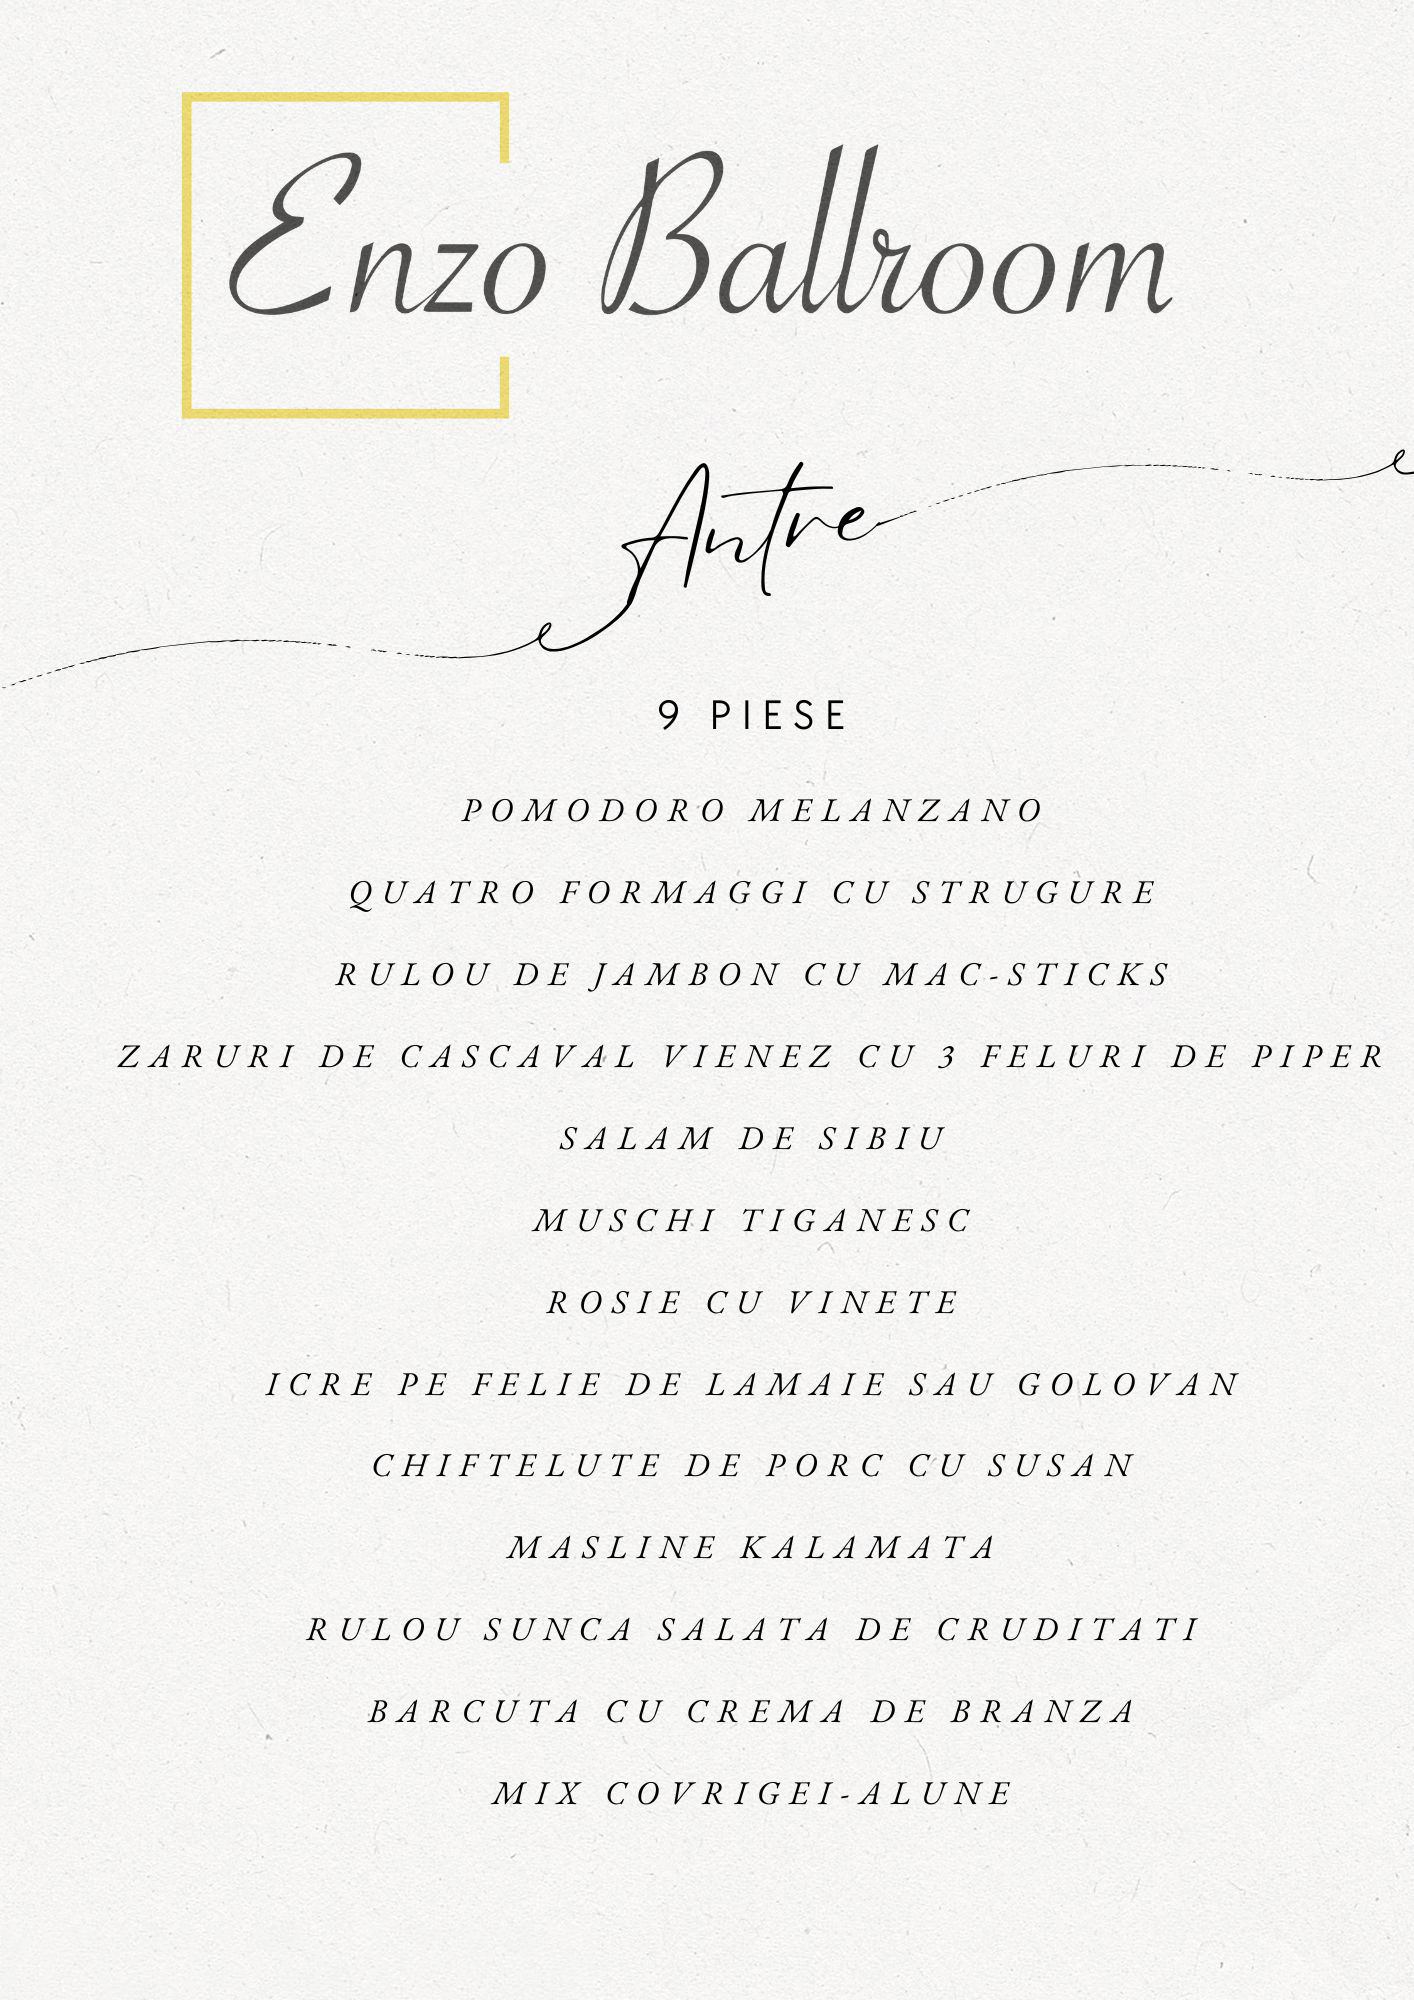 Enzo Ballroom
Antre
9 PIESE
POMODORO MELANZANO
QUATRO FORMAGGI CU STRUGURE
RULOU DE JAMBON CU MAC-STICKS
ZARURI DE CASCAVAL VIENEZ CU 3 FELURI DE PIPER
SALAM DE SIBIU
MUSCHI TIGANESC
ROSIE CU VINETE
ICRE PE FELIE DE LAMAIE SAU GOLOVAN
CHIFTELUTE DE PORC CU SUSAN
MASLINE KALAMATA
RULOU SUNCA SALATA DE CRUDITATI
BARCUTA CU CREMA DE BRANZA
MIX COVRIGEI-ALUNE